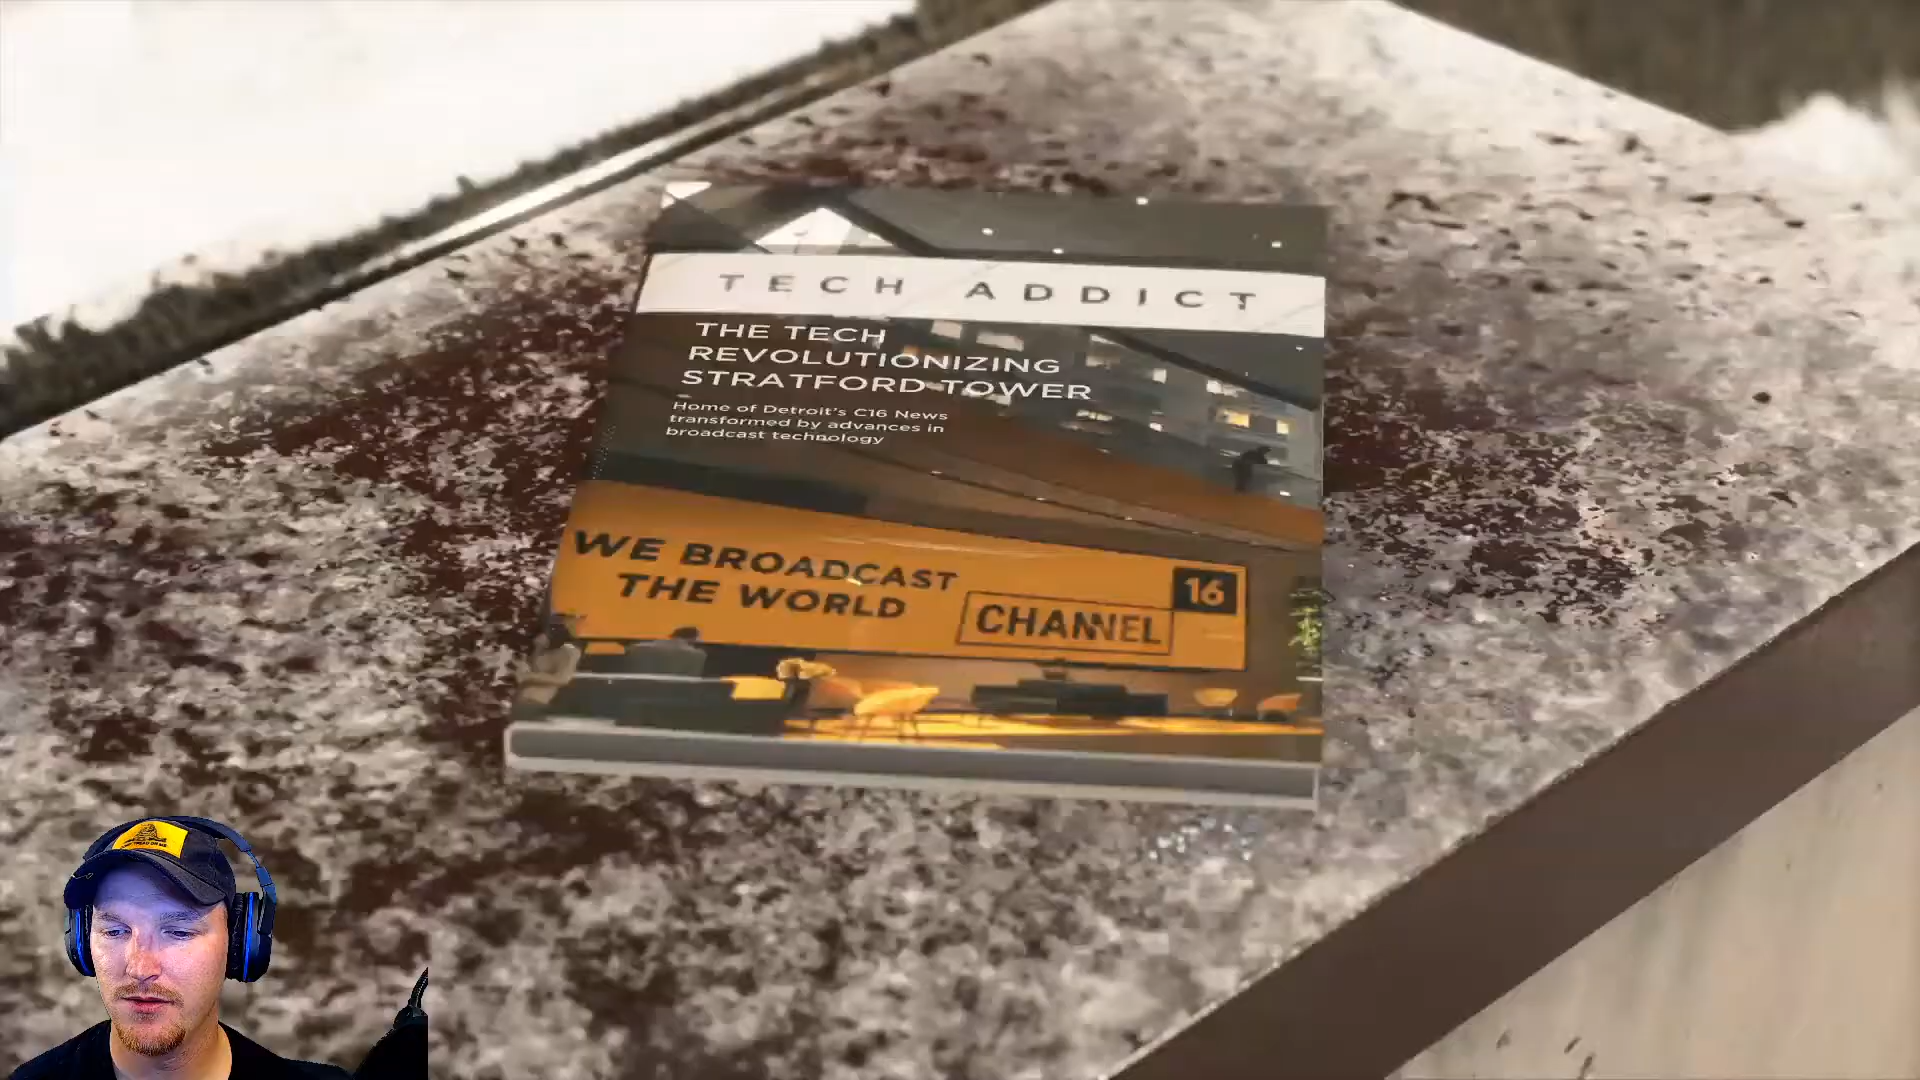 TECH ADDICT
THE TECH
REVOLUTIONIZING
STRATFORD TOWER
Home of Detroit's C16 News
transformed by advances in
broadcast technology
WE BROADCAST
THE WORLD
CHANNEL
16